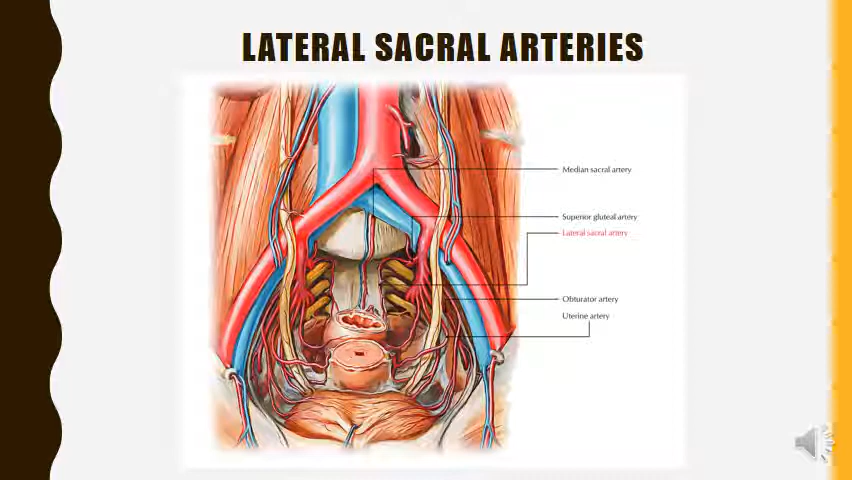 LATERAL SACRAL ARTERIES
Median sacral artery
Superior gluteal artery
Lateral sacral artery
Obturator artery
Uterine artery